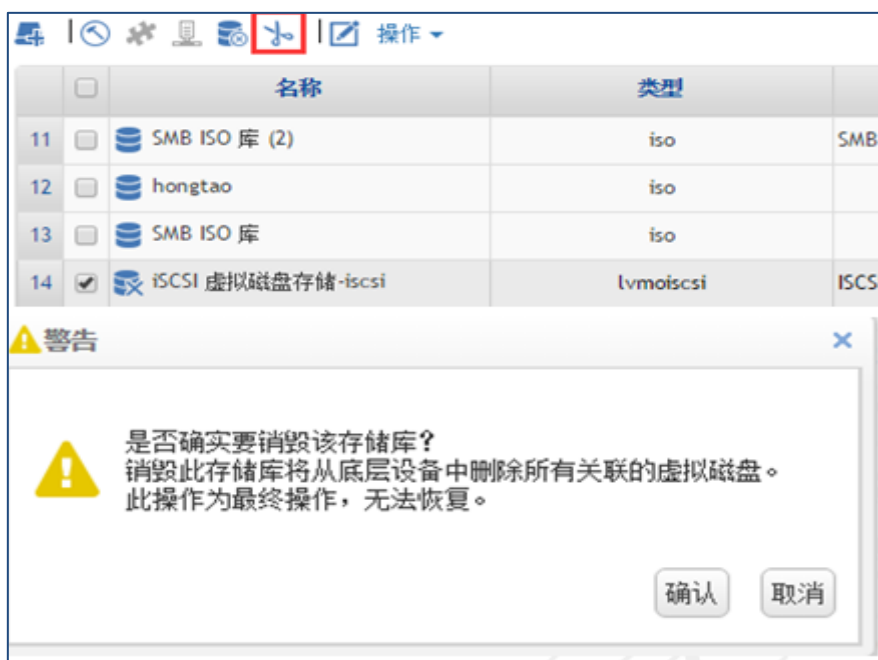 操作
名称 类型
11 SMB ISO 库 (2) iso SMB
12 hongtao iso
13 SMB ISO 库 iso
14 iSCSI 虚拟磁盘存储-iscsi lvmoiscsi ISCS
警告
是否确实要销毁该存储库?
销毁此存储库将从底层设备中删除所有关联的虚拟磁盘。
此操作为最终操作,无法恢复。
确认 取消